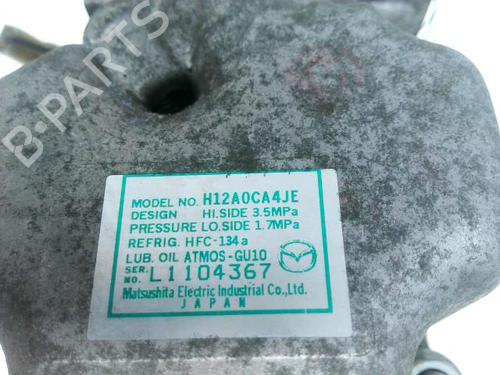 B-PARTS
MODEL NO. H12A0CA4JE
DESIGN HI.SIDE 3.5MPa
PRESSURE LO.SIDE 1.7MPa
REFRIG. HFC-134a
LUB. OIL ATMOS-GU10
SER. NO. L1104367
Matsushita Electric Industrial Co., Ltd.
JAPAN